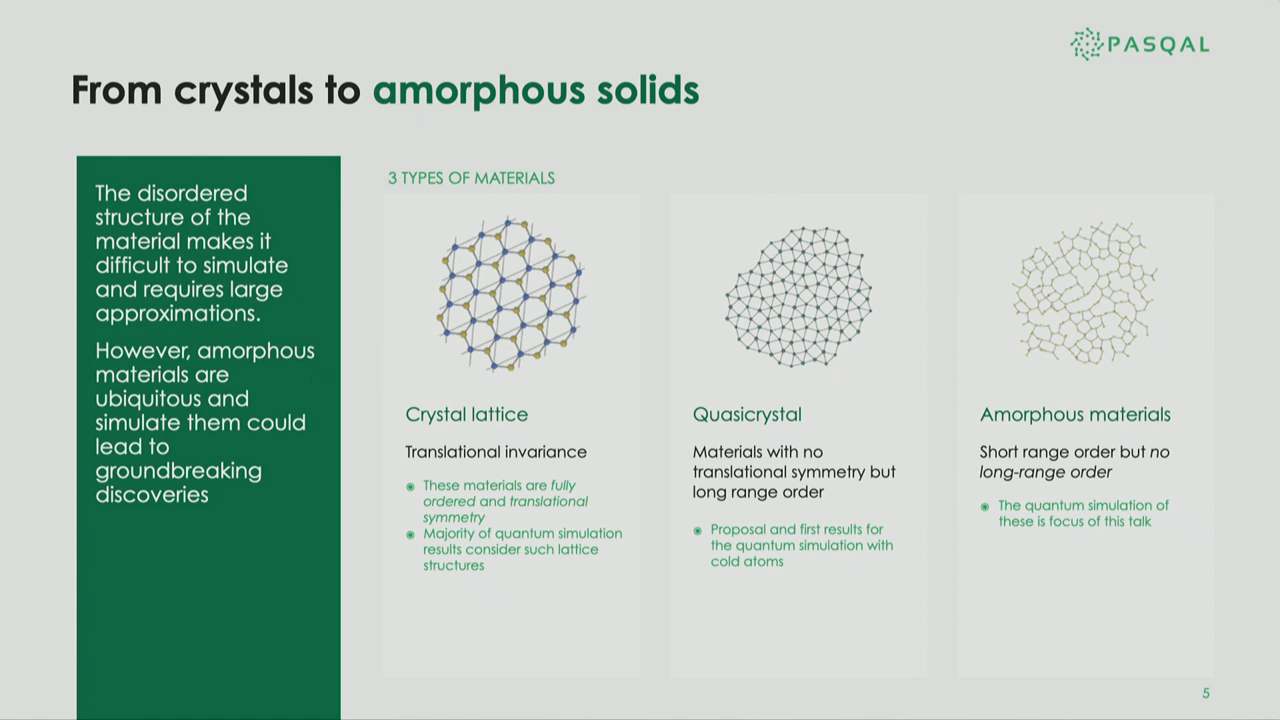 PASQAL
From crystals to amorphous solids
The disordered
structure of the
material makes it
difficult to simulate
and requires large
approximations.
However, amorphous
materials are
ubiquitous and
simulate them could
lead to
groundbreaking
discoveries
3 TYPES OF MATERIALS
Crystal lattice
Translational invariance
These materials are fully
ordered and translational
symmetry
Majority of quantum simulation
results consider such lattice
structures
Quasicrystal
Materials with no
translational symmetry but
long range order
Proposal and first results for
the quantum simulation with
cold atoms
Amorphous materials
Short range order but no
long-range order
The quantum simulation of
these is focus of this talk
5